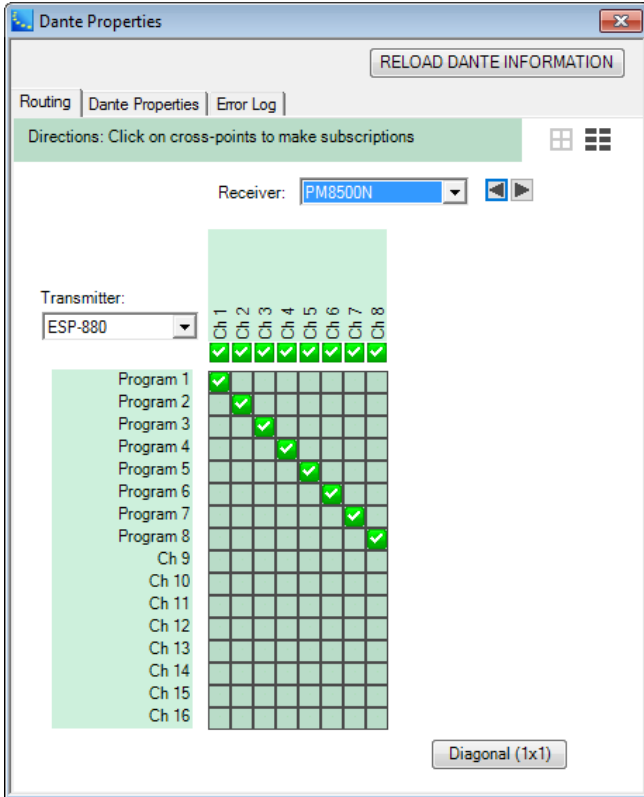 Dante Properties
RELOAD DANTE INFORMATION
Routing Dante Properties Error Log
Directions: Click on cross-points to make subscriptions
Receiver: PM8500N
Transmitter:
ESP-880
Ch 1 Ch 2 Ch 3 Ch 4 Ch 5 Ch 6 Ch 7 Ch 8
Program 1
Program 2
Program 3
Program 4
Program 5
Program 6
Program 7
Program 8
Ch 9
Ch 10
Ch 11
Ch 12
Ch 13
Ch 14
Ch 15
Ch 16
Diagonal (1x1)